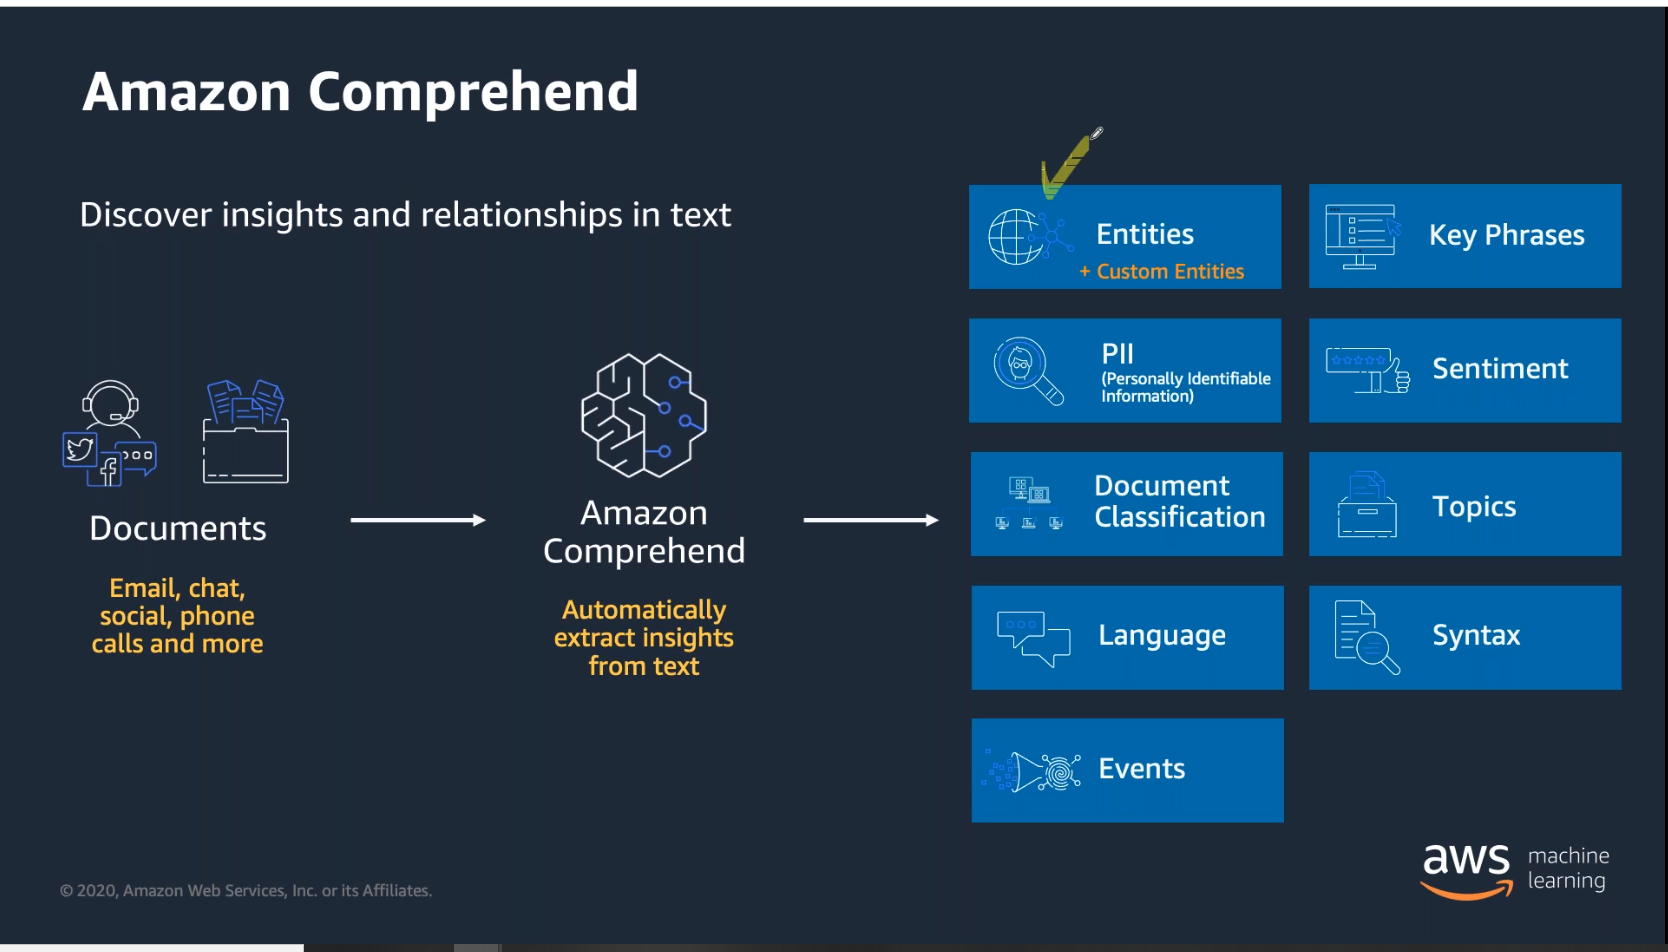 Amazon Comprehend
Discover insights and relationships in text
Documents
Email, chat,
social, phone
calls and more
Amazon
Comprehend
Automatically
extract insights
from text
Entities
+ Custom Entities
Key Phrases
PII
(Personally Identifiable
Information)
Sentiment
Document
Classification
Topics
Language
Syntax
Events
© 2020, Amazon Web Services, Inc. or its Affiliates.
aws
machine
learning